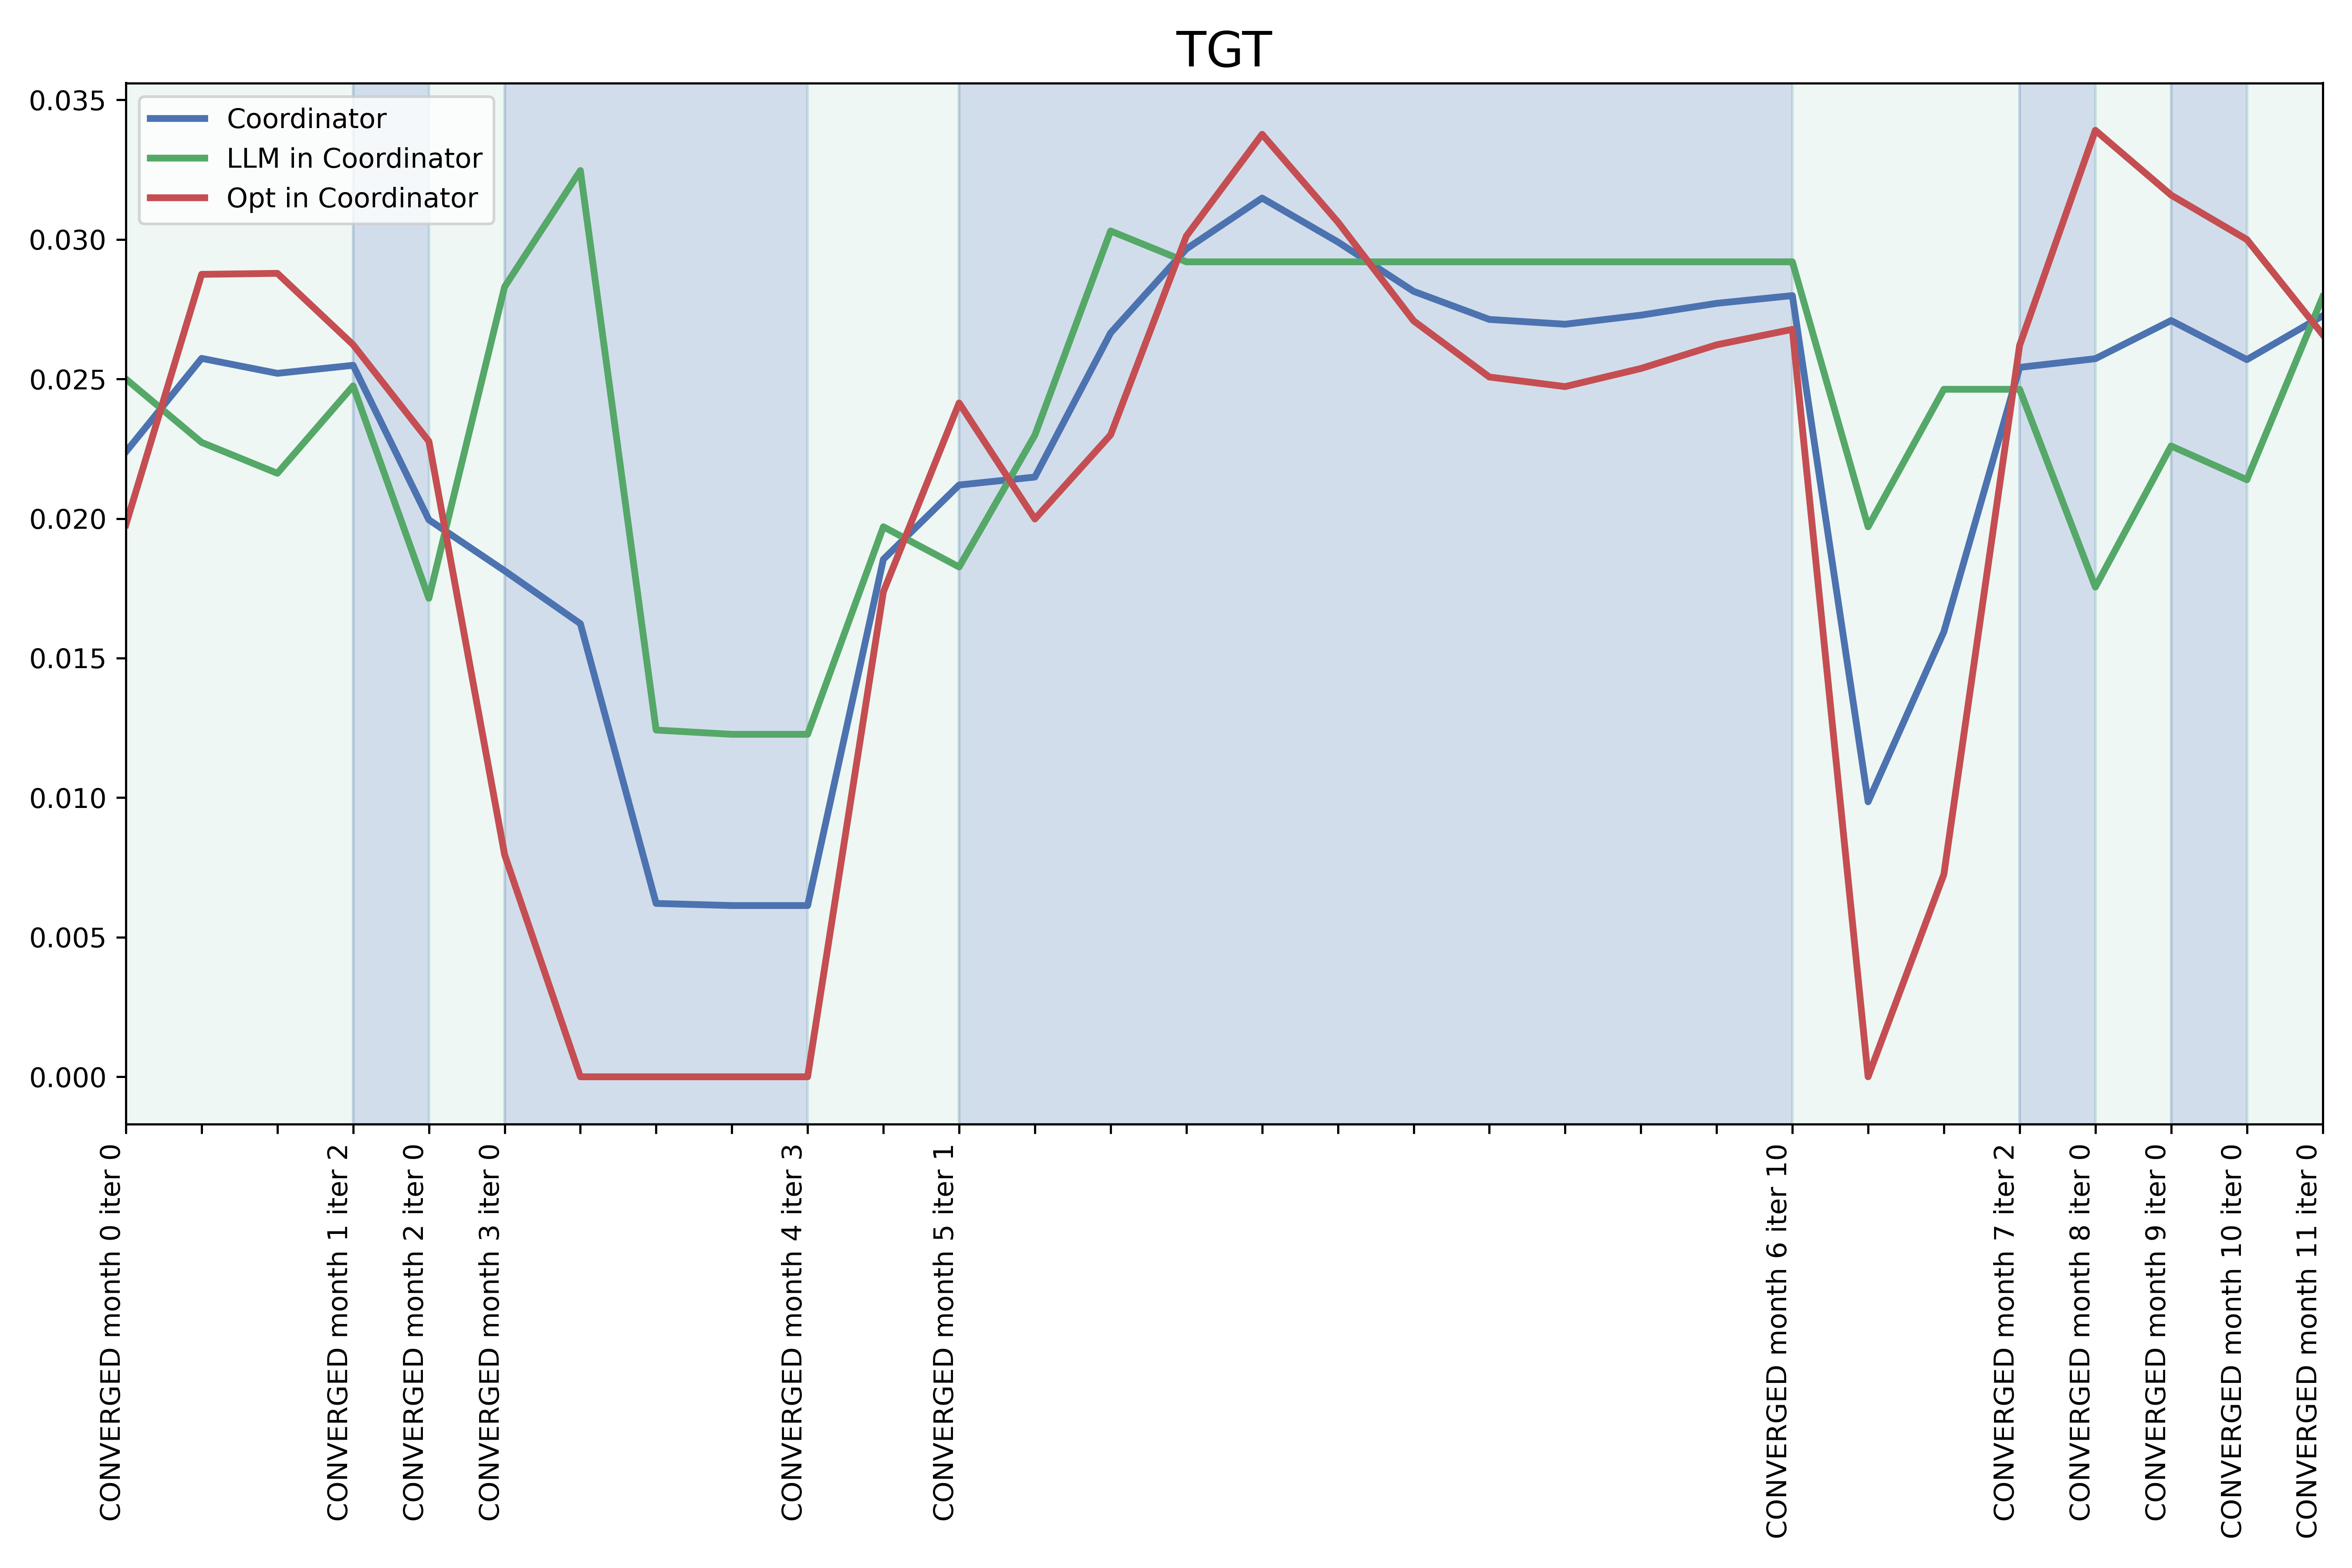 TGT
0.035
0.030
0.025
0.020
0.015
0.010
0.005
0.000
Coordinator
LLM in Coordinator
Opt in Coordinator
CONVERGED month 0 iter 0
CONVERGED month 1 iter 2
CONVERGED month 2 iter 0
CONVERGED month 3 iter 0
CONVERGED month 4 iter 3
CONVERGED month 5 iter 1
CONVERGED month 6 iter 10
CONVERGED month 7 iter 2
CONVERGED month 8 iter 0
CONVERGED month 9 iter 0
CONVERGED month 10 iter 0
CONVERGED month 11 iter 0